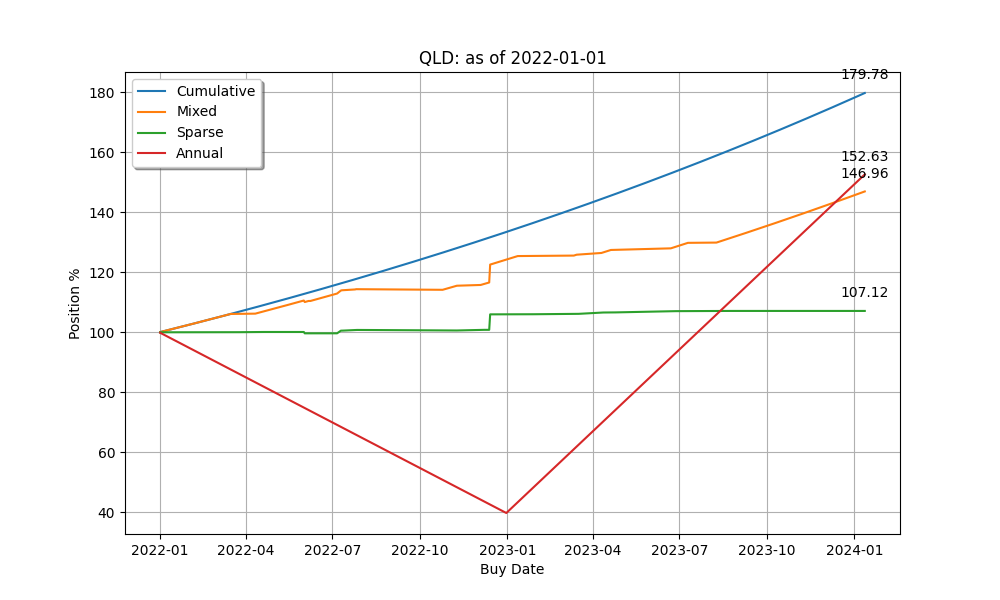 QLD: as of 2022-01-01
179.78
180
Cumulative
Mixed
Sparse
Annual
160
152.63
146.96
140
120
107.12
100
80
60
40
Position %
2022-01 2022-04 2022-07 2022-10 2023-01 2023-04 2023-07 2023-10 2024-01
Buy Date